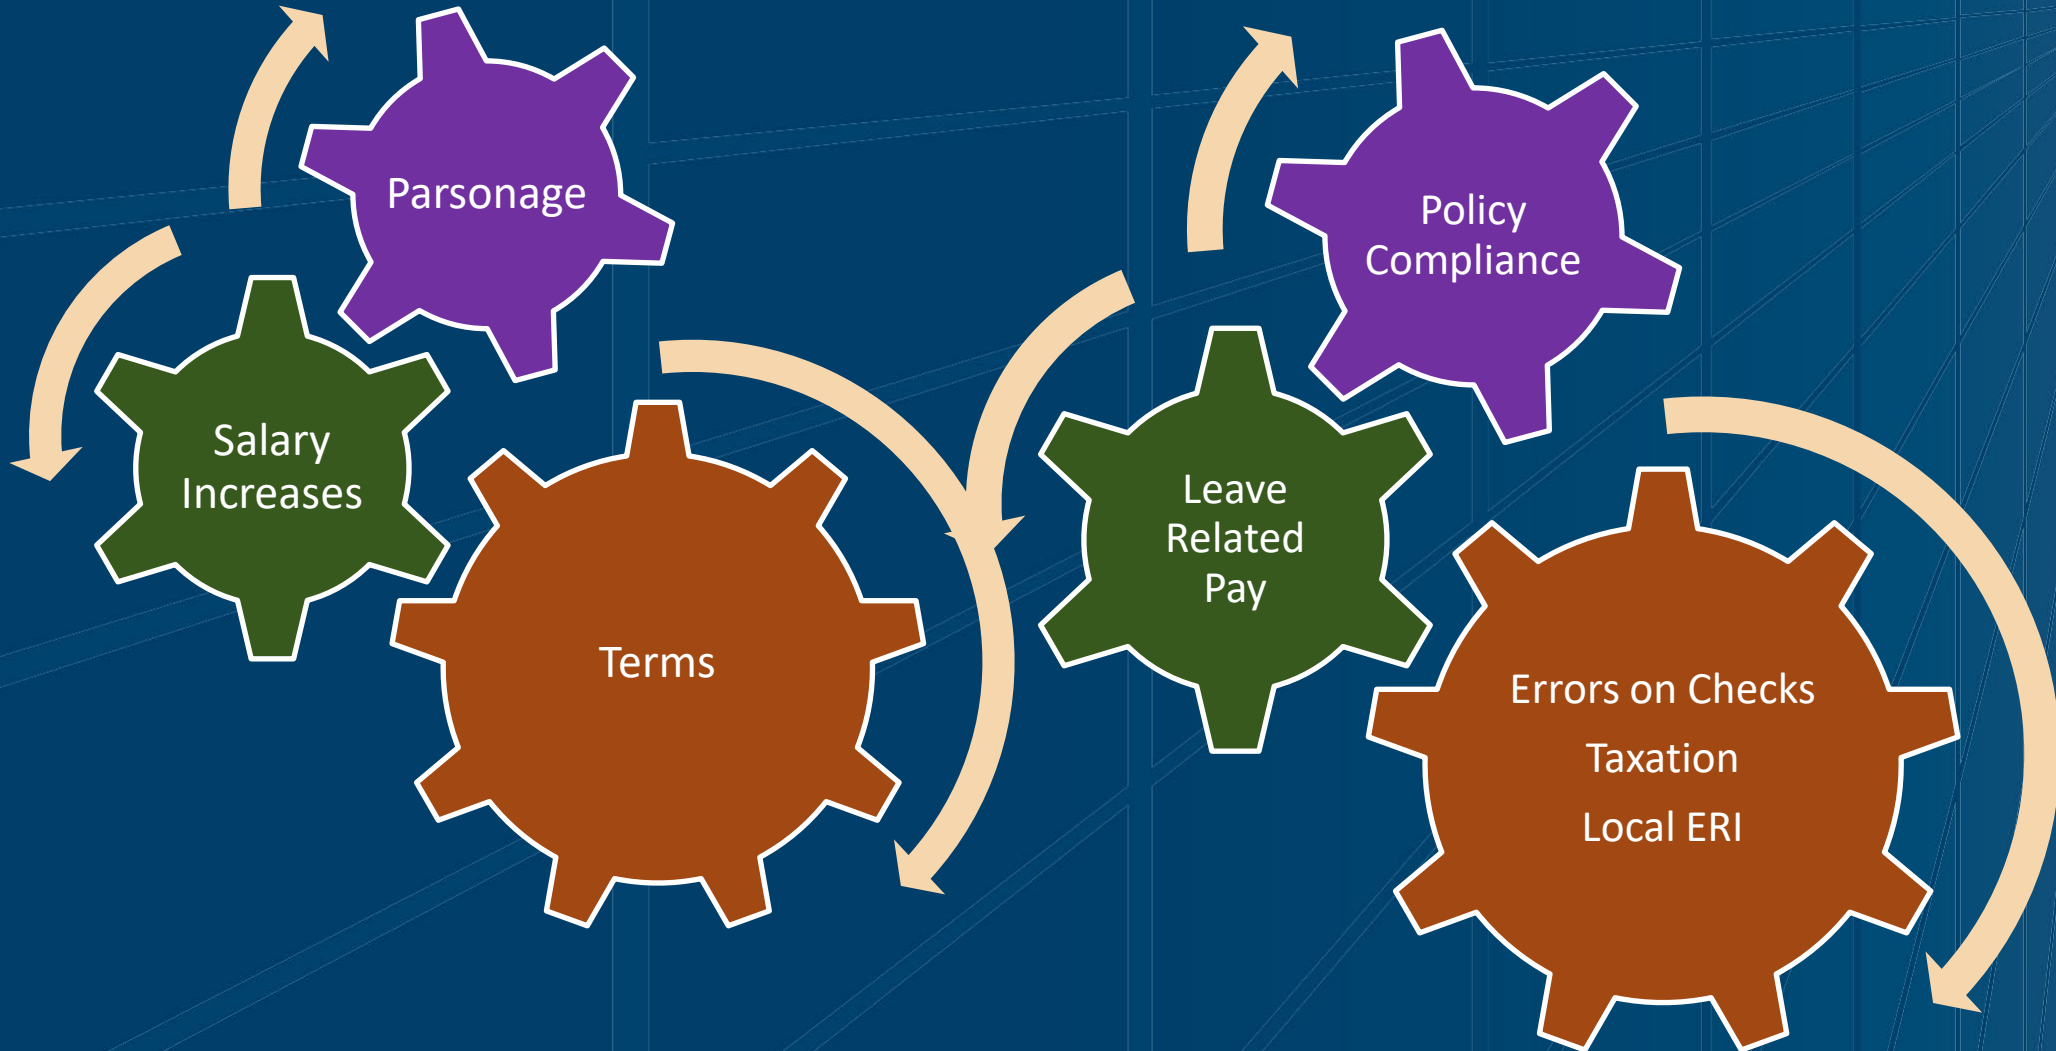 Parsonage
Salary
Increases
Terms
Policy
Compliance
Leave
Related
Pay
Errors on Checks
Taxation
Local ERI